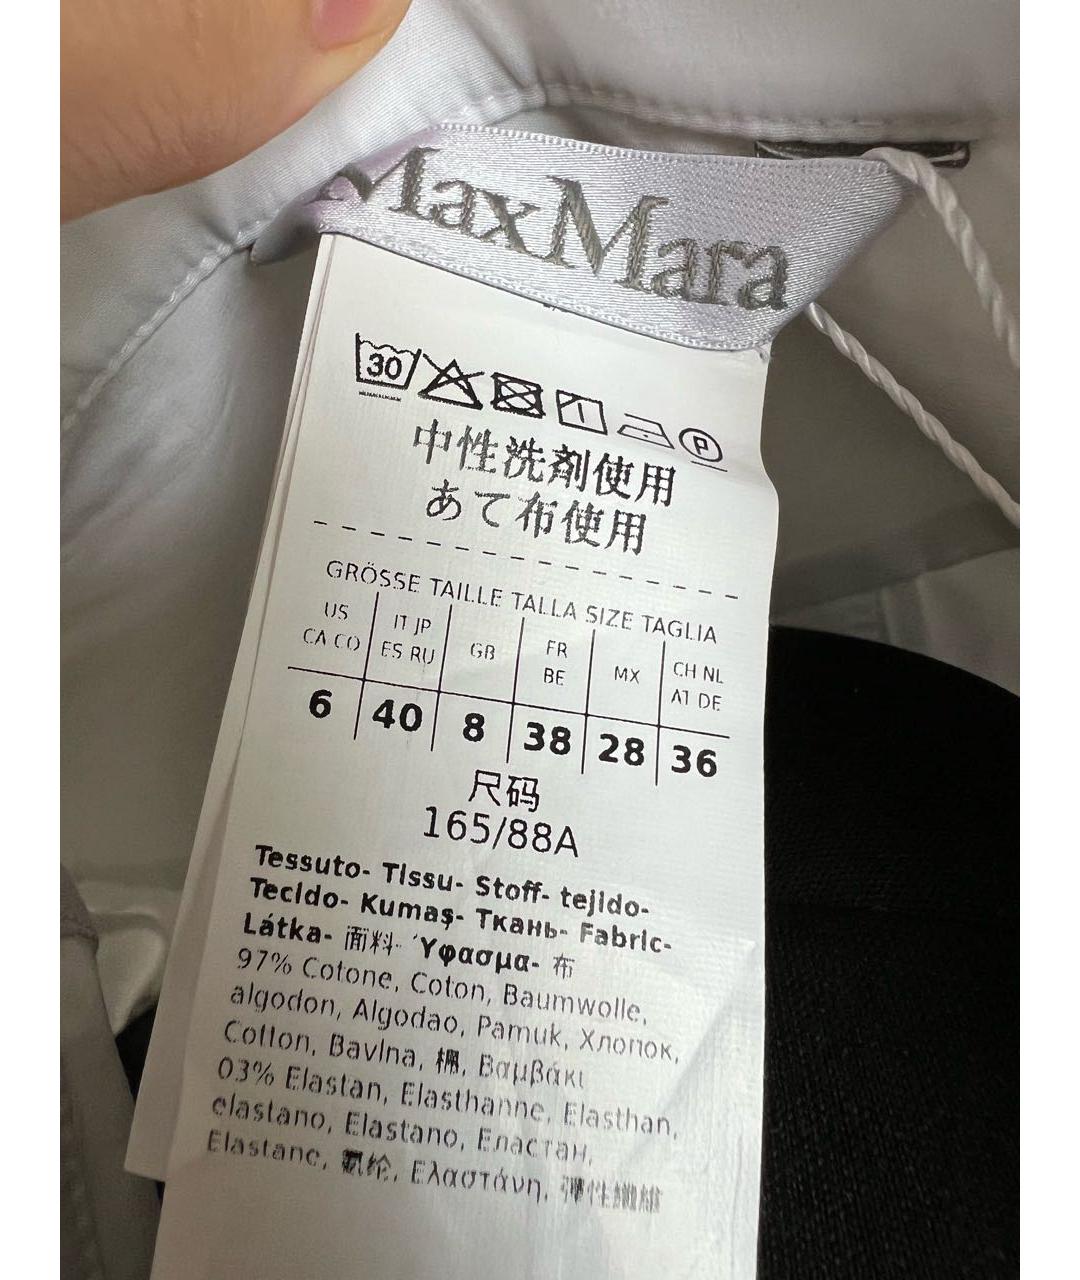 MaxMara
30
中性洗剤使用
あて布使用
GRÖSSE TAILLE TALLA SIZE TAGLIA
US CA CO IT JP ES RU GB FR BE MX CH NL AT DE
6 40 8 38 28 36
尺码
165/88A
Tessuto- Tissu- Stoff- tejido-
Tecido- Kumaş- Ткань- Fabric-
Látka- 面料- Ύφασμα- 布
97% Cotone, Coton, Baumwolle,
algodon, Algodao, Pamuk, Хлопок,
Cotton, Bavlna, 棉, Βαμβάκι
03% Elastan, Elasthanne, Elasthan,
elastano, Elastano, Еластан,
Elastane, 氨纶, Ελαστάνη, 弾性繊維